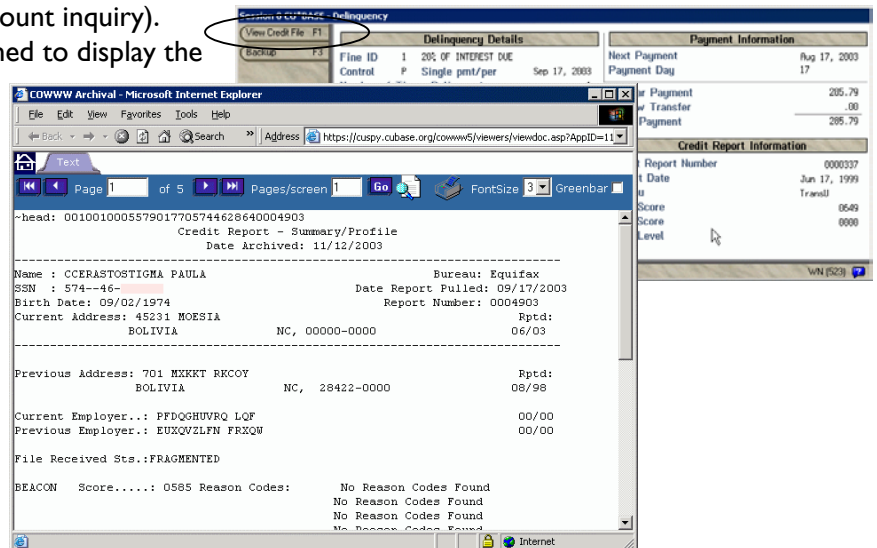 ount inquiry).
ned to display the
Session 0 CU*BASE - Delinquency
View Credit File F1
Backup F3
Delinquency Details
Fine ID 1 20% OF INTEREST DUE
Control P Single pmt/per Sep 17, 2003
Payment Information
Next Payment Aug 17, 2003
Payment Day 17
Payment 205.79
Transfer .00
Payment 205.79
Credit Report Information
Report Number 0000337
Date Jun 17, 1999
TransU
Score 0649
Score 0000
Level
WN (523)
COWWW Archival - Microsoft Internet Explorer
File Edit View Favorites Tools Help
Back Search » Address https://cuspy.cubase.org/cowww5/viewers/viewdoc.asp?AppID=11
Text
Page 1 of 5 Pages/screen 1 Go FontSize 3 Greenbar
~head: 0010010005579017705744628640004903
Credit Report - Summary/Profile
Date Archived: 11/12/2003
Name : CCERASTOSTIGMA PAULA Bureau: Equifax
SSN : 574--46- Date Report Pulled: 09/17/2003
Birth Date: 09/02/1974 Report Number: 0004903
Current Address: 45231 MOESIA Rptd:
BOLIVIA NC, 00000-0000 06/03
Previous Address: 701 MXKKT RKCOY Rptd:
BOLIVIA NC, 28422-0000 08/98
Current Employer..: PFDQGHUVRQ LQF 00/00
Previous Employer.: EUXQVZLFN FRXQW 00/00
File Received Sts.:FRAGMENTED
BEACON Score.....: 0585 Reason Codes: No Reason Codes Found
No Reason Codes Found
No Reason Codes Found
No Reason Codes Found
Internet